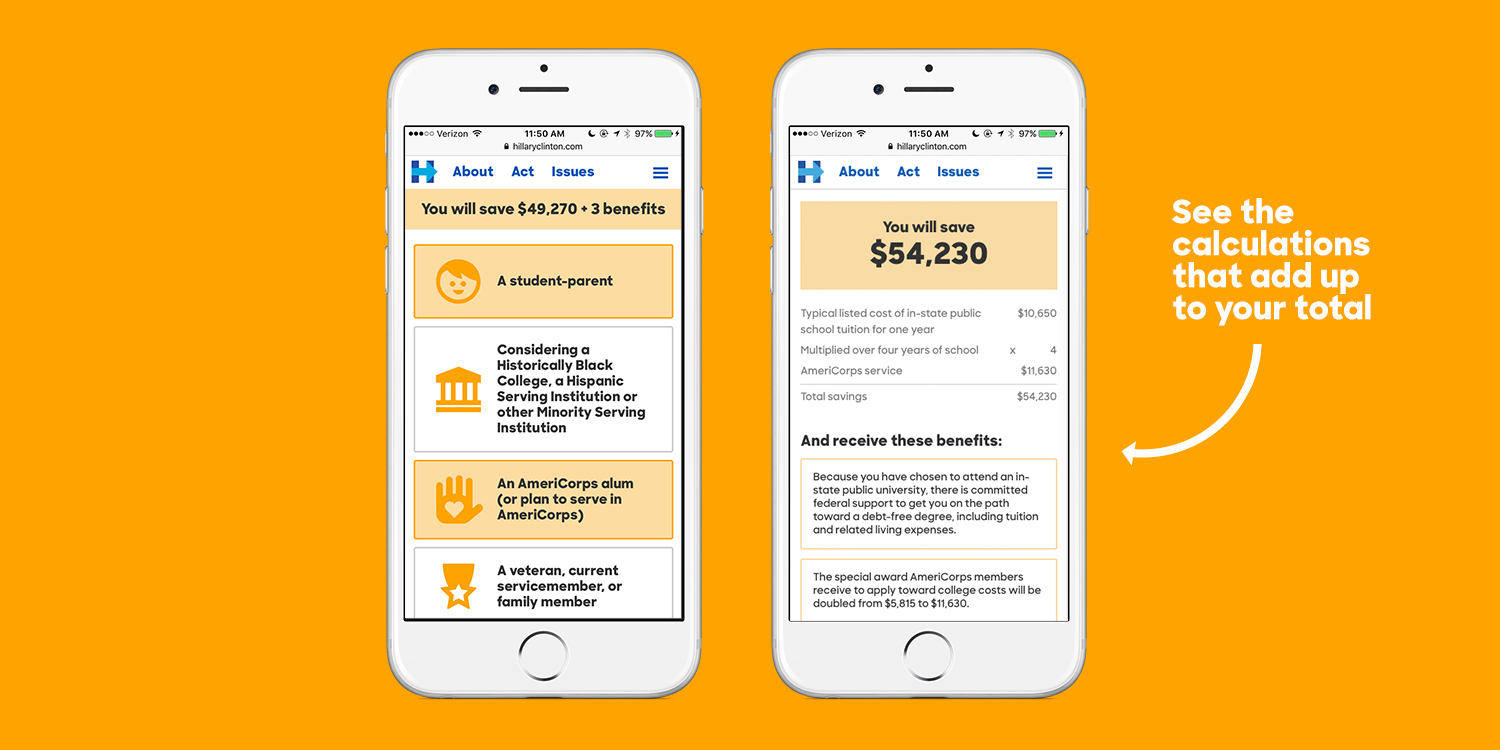 Verizon 11:50 AM 97%
hillaryclinton.com
About Act Issues
You will save $49,270 + 3 benefits
A student-parent
Considering a
Historically Black
College, a Hispanic
Serving Institution or
other Minority Serving
Institution
An AmeriCorps alum
(or plan to serve in
AmeriCorps)
A veteran, current
servicemember, or
family member
Verizon 11:50 AM 97%
hillaryclinton.com
About Act Issues
You will save
$54,230
Typical listed cost of in-state public $10,650
school tuition for one year
Multiplied over four years of school x 4
AmeriCorps service $11,630
Total savings $54,230
And receive these benefits:
Because you have chosen to attend an in-
state public university, there is committed
federal support to get you on the path
toward a debt-free degree, including tuition
and related living expenses.
The special award AmeriCorps members
receive to apply toward college costs will be
doubled from $5,815 to $11,630.
See the
calculations
that add up
to your total